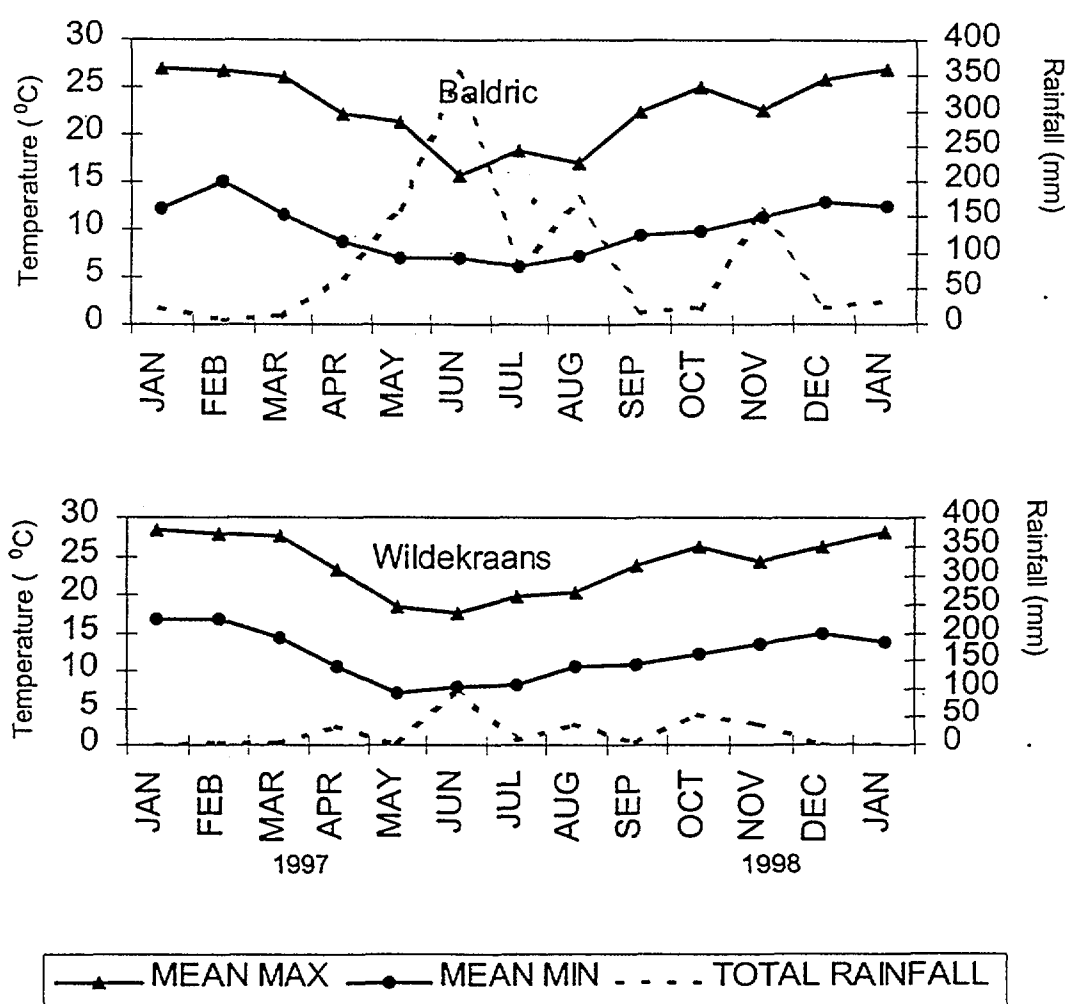 Temperature (⁰C)
30
25
20
15
10
5
0
Baldric
400
350
300
250
200
150
100
50
0
Rainfall (mm)
JAN
FEB
MAR
APR
MAY
JUN
JUL
AUG
SEP
OCT
NOV
DEC
JAN
Temperature ( ⁰C)
30
25
20
15
10
5
0
Wildekraans
400
350
300
250
200
150
100
50
0
Rainfall (mm)
JAN
FEB
MAR
APR
MAY
JUN
JUL
AUG
SEP
OCT
NOV
DEC
JAN
1997 1998
MEAN MAX MEAN MIN TOTAL RAINFALL